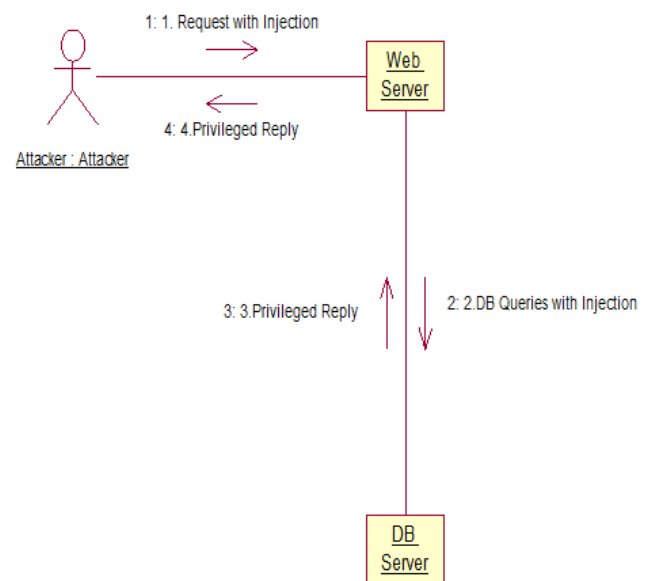 1: 1. Request with Injection
Web
Server
4: 4.Privileged Reply
Attacker : Attacker
3: 3.Privileged Reply
2: 2.DB Queries with Injection
DB
Server